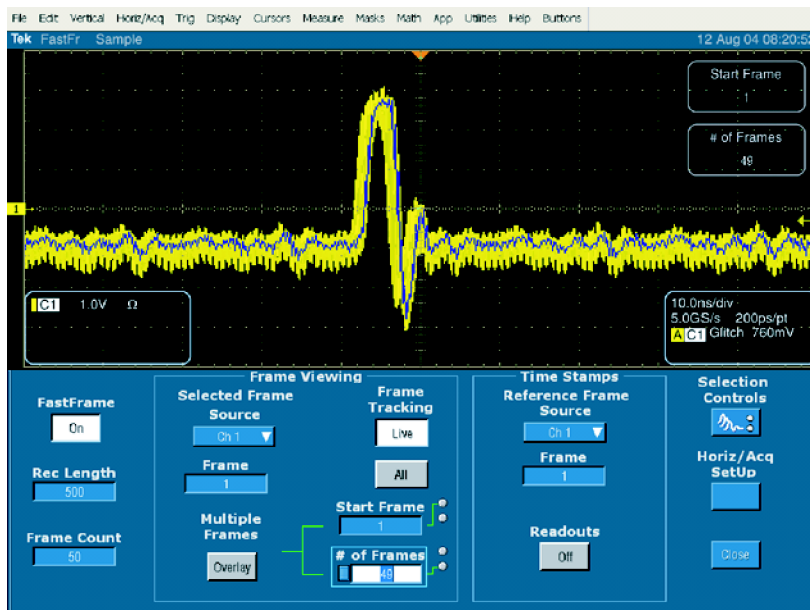 File Edit Vertical Horiz/Acq Trig Display Cursors Measure Masks Math App Utilities Help Buttons
Tek FastFr Sample 12 Aug 04 08:20:53
Start Frame
1
# of Frames
49
1
C1 1.0V Ω
10.0ns/div
5.0GS/s 200ps/pt
A C1 Glitch 760mV
Frame Viewing
Time Stamps
Selection
Controls
FastFrame
On
Selected Frame
Source
Ch 1
Frame
Tracking
Live
Reference Frame
Source
Ch 1
Rec Length
500
Frame
1
All
Frame
1
Horiz/Acq
SetUp
Frame Count
50
Multiple
Frames
Overlay
Start Frame
1
# of Frames
49
Readouts
Off
Close